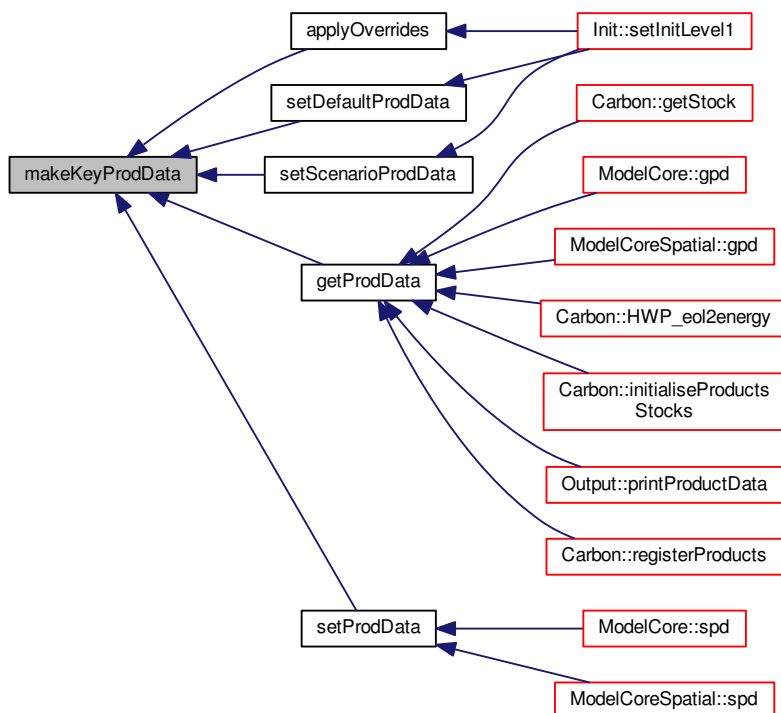 applyOverrides
Init::setInitLevel1
setDefaultProdData
Carbon::getStock
makeKeyProdData
setScenarioProdData
ModelCore::gpd
ModelCoreSpatial::gpd
getProdData
Carbon::HWP_eol2energy
Carbon::initialiseProducts
Stocks
Output::printProductData
Carbon::registerProducts
setProdData
ModelCore::spd
ModelCoreSpatial::spd